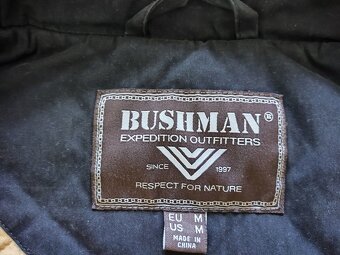 BUSHMAN®
EXPEDITION OUTFITTERS
SINCE 1997
RESPECT FOR NATURE
EU M
US M
MADE IN
CHINA